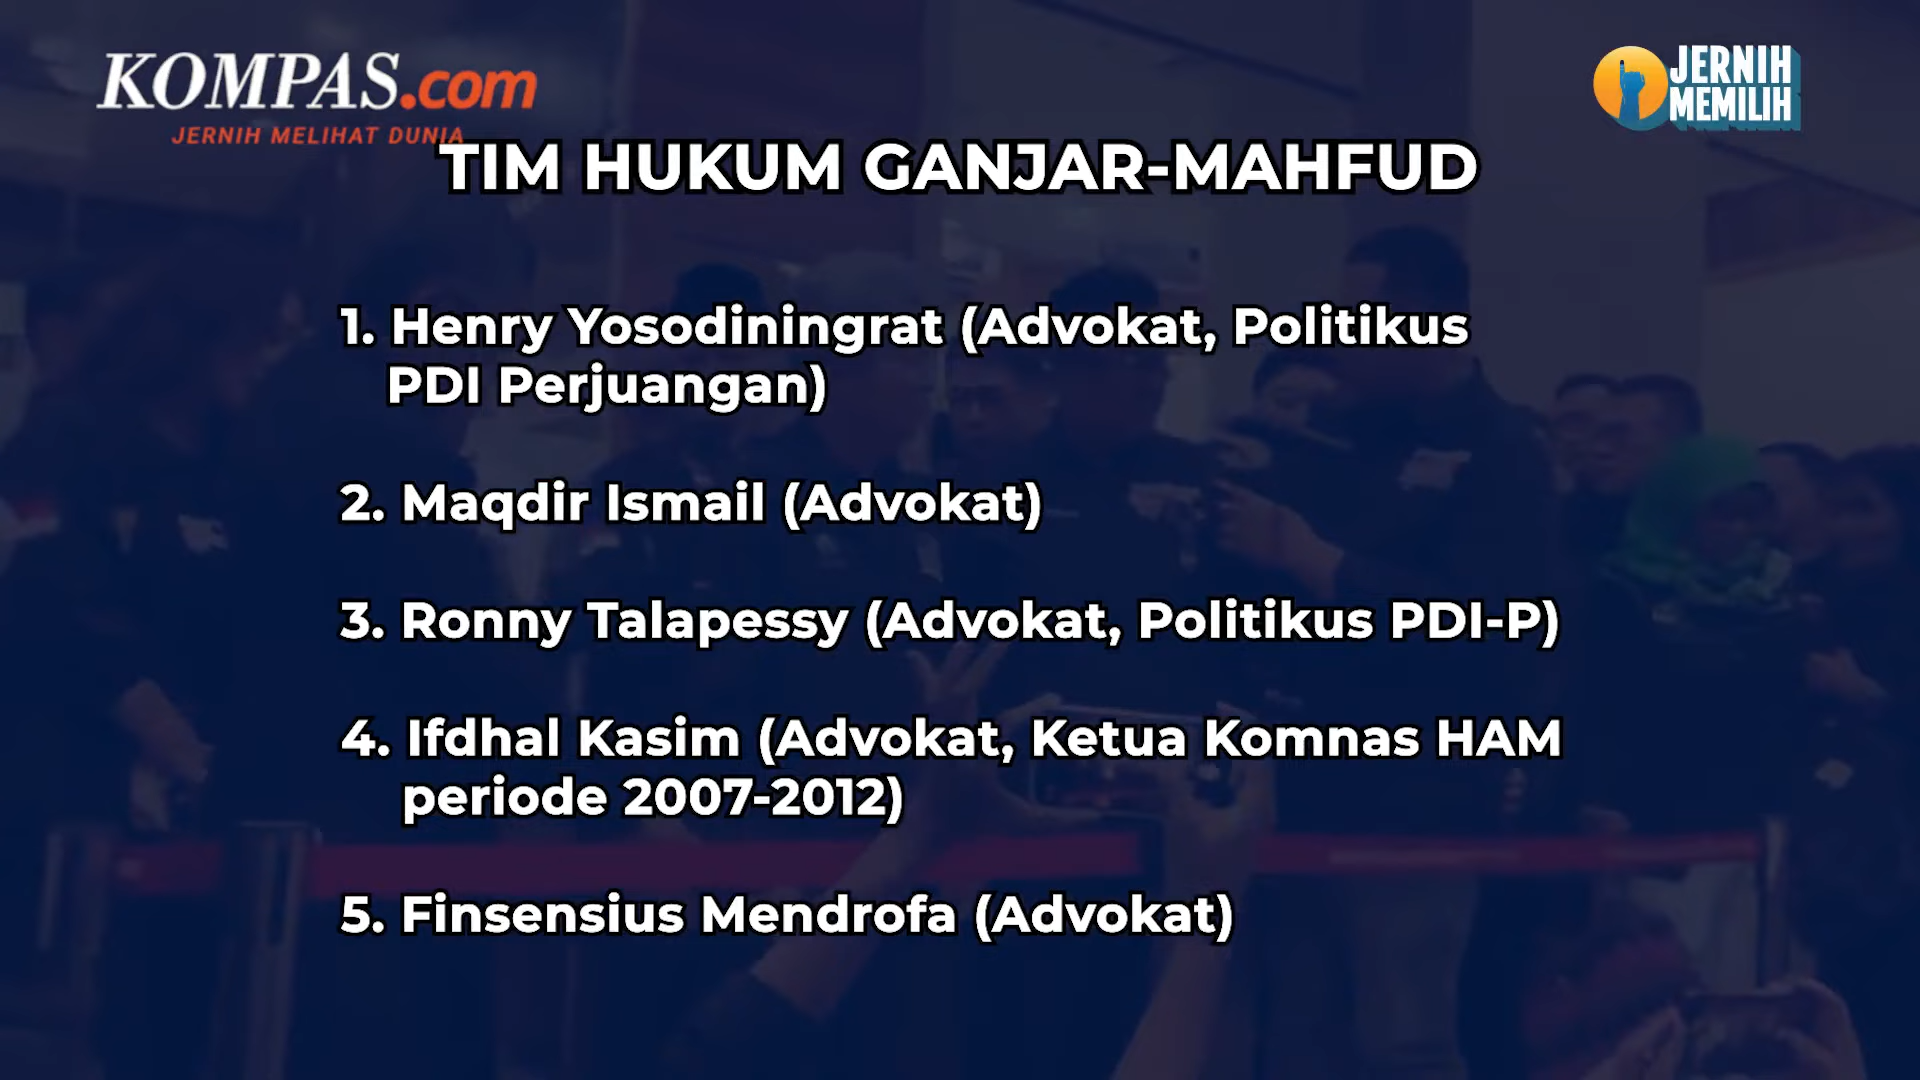 KOMPAS.com
JERNIH MELIHAT DUNIA
JERNIH
MEMILIH
TIM HUKUM GANJAR-MAHFUD
1. Henry Yosodiningrat (Advokat, Politikus
PDI Perjuangan)
2. Maqdir Ismail (Advokat)
3. Ronny Talapessy (Advokat, Politikus PDI-P)
4. Ifdhal Kasim (Advokat, Ketua Komnas HAM
periode 2007-2012)
5. Finsensius Mendrofa (Advokat)